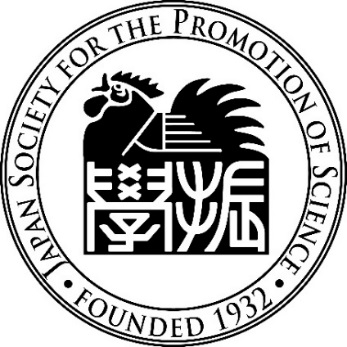 JAPAN SOCIETY FOR THE PROMOTION OF SCIENCE
學振
• FOUNDED 1932 •